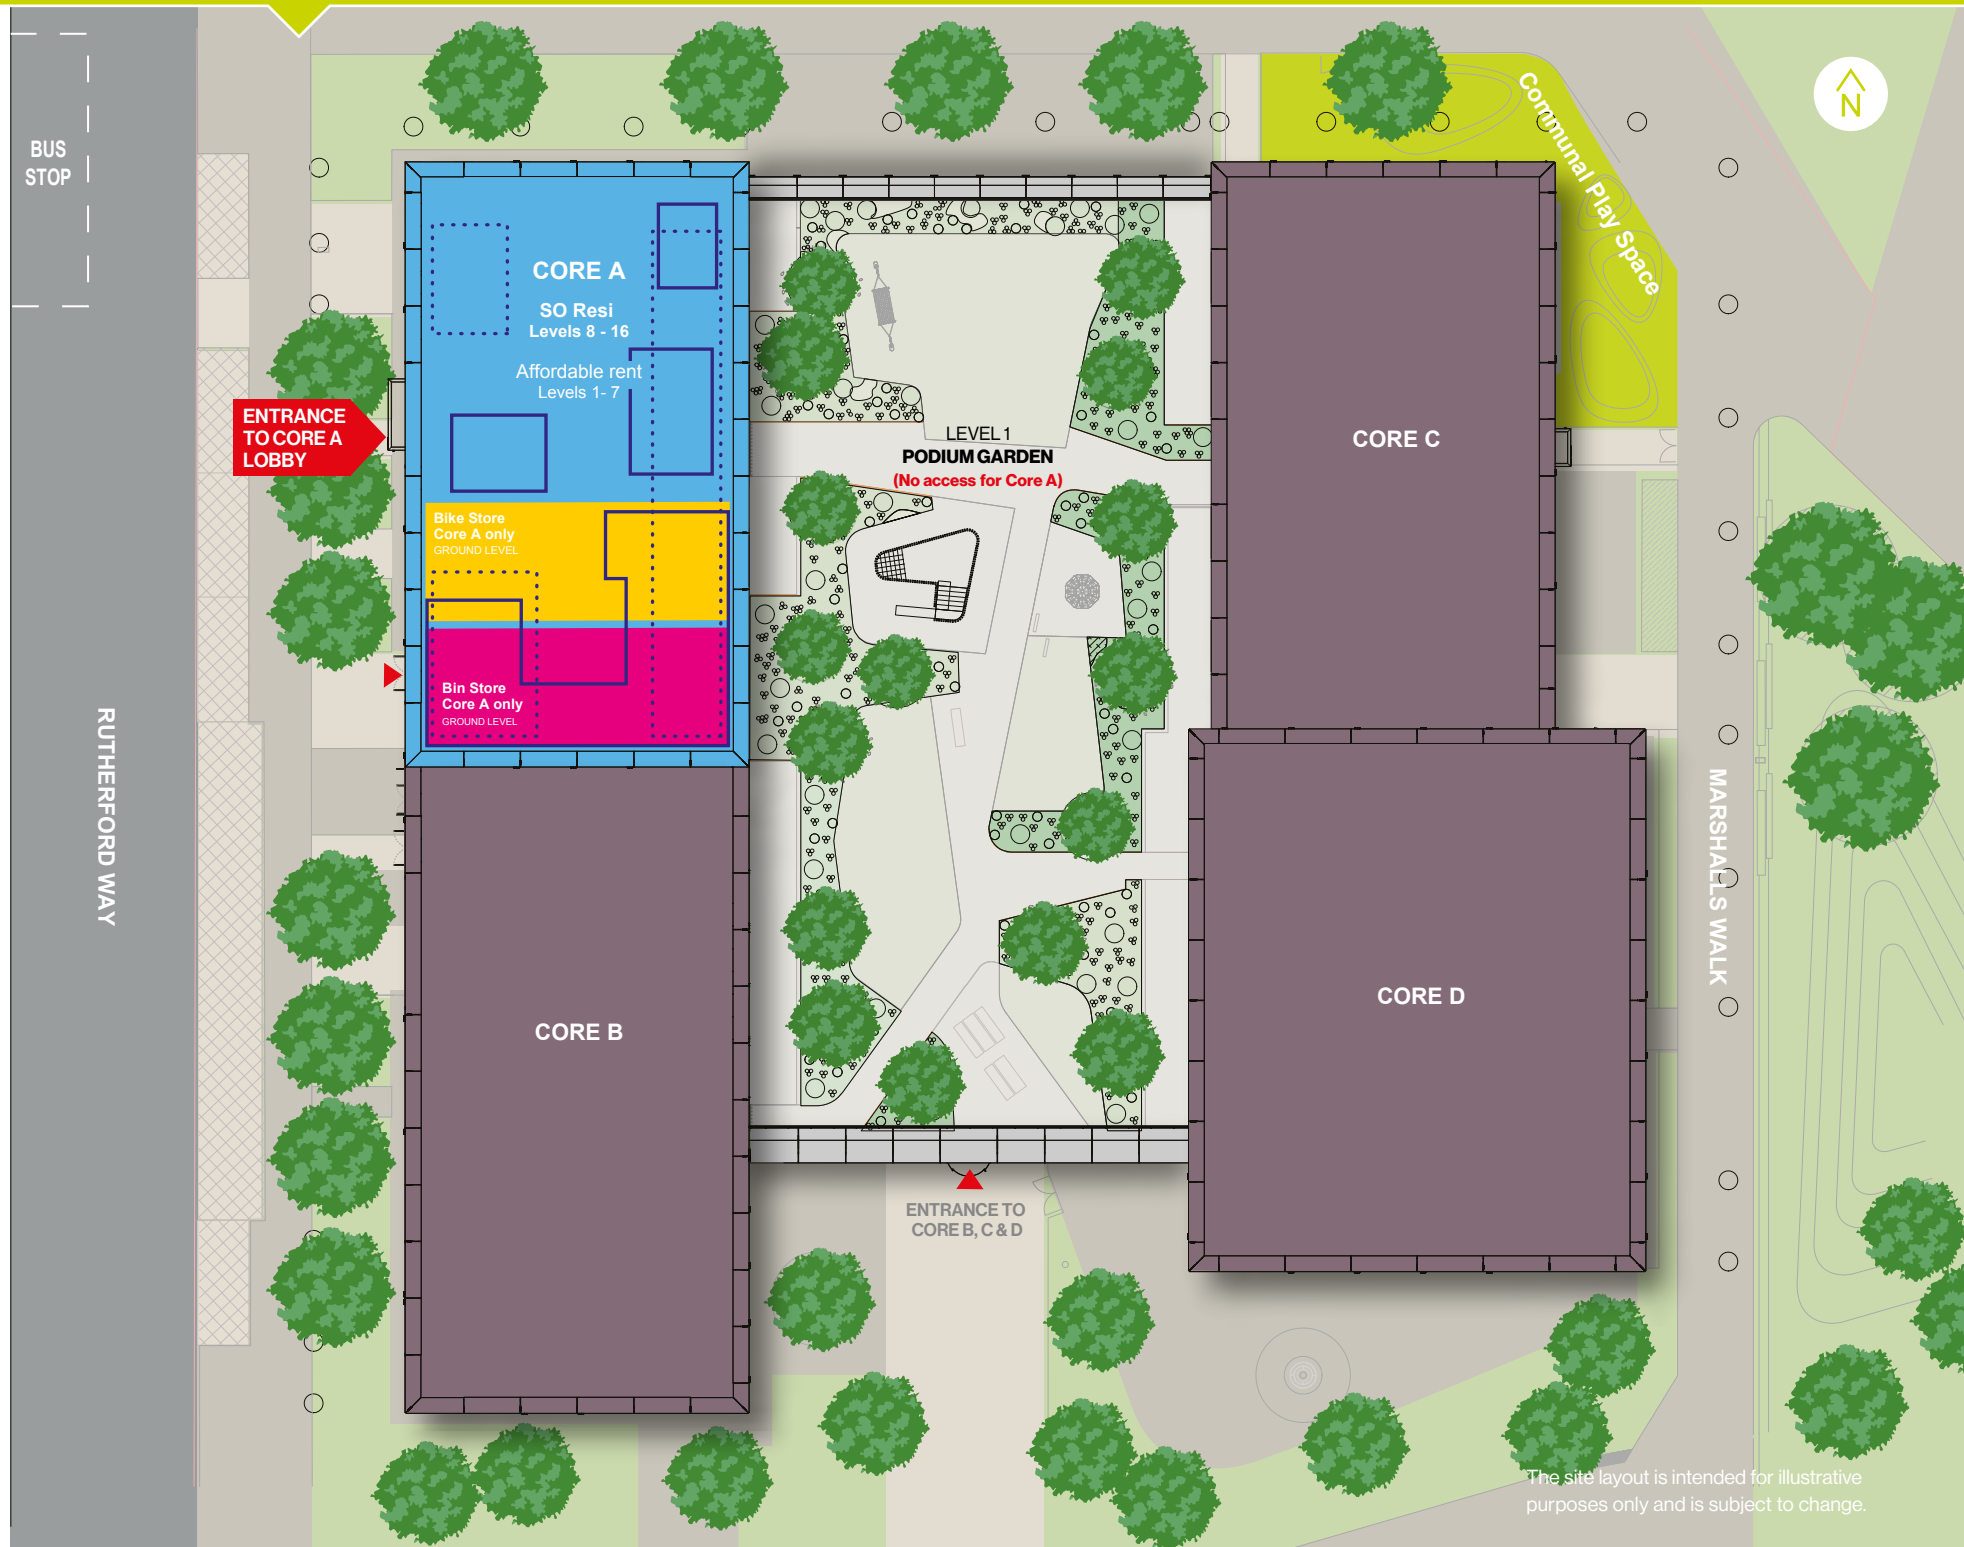 BUS
STOP
N
Communal Play Space
CORE A
SO Resi
Levels 8 - 16
Affordable rent
Levels 1- 7
ENTRANCE
TO CORE A
LOBBY
LEVEL 1
PODIUM GARDEN
(No access for Core A)
CORE C
Bike Store
Core A only
GROUND LEVEL
Bin Store
Core A only
GROUND LEVEL
RUTHERFORD WAY
MARSHALLS WALK
CORE B
CORE D
ENTRANCE TO
CORE B, C & D
The site layout is intended for illustrative
purposes only and is subject to change.